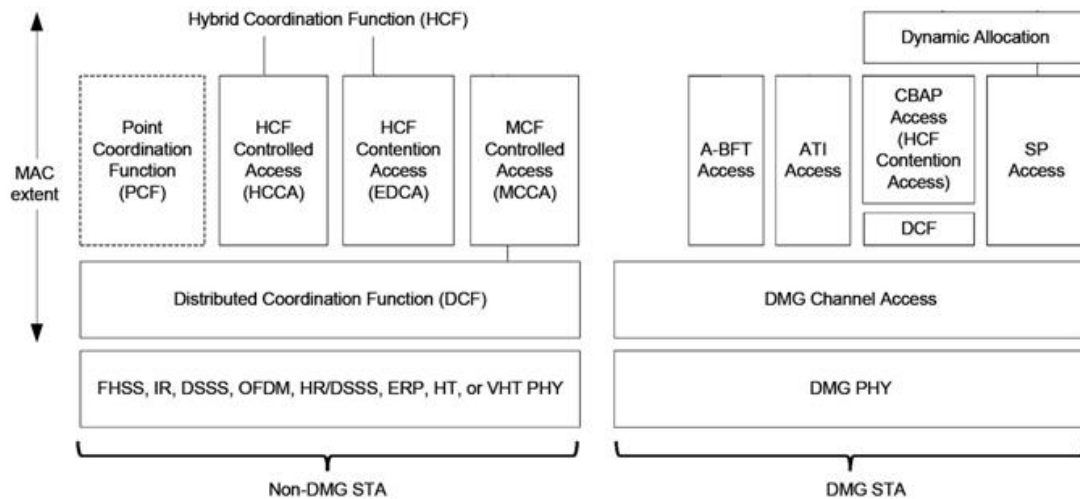 Hybrid Coordination Function (HCF)
Dynamic Allocation
MAC
extent
Point
Coordination
Function
(PCF)
HCF
Controlled
Access
(HCCA)
HCF
Contention
Access
(EDCA)
MCF
Controlled
Access
(MCCA)
A-BFT
Access
ATI
Access
CBAP
Access
(HCF
Contention
Access)
DCF
SP
Access
Distributed Coordination Function (DCF)
DMG Channel Access
FHSS, IR, DSSS, OFDM, HR/DSSS, ERP, HT, or VHT PHY
DMG PHY
Non-DMG STA
DMG STA